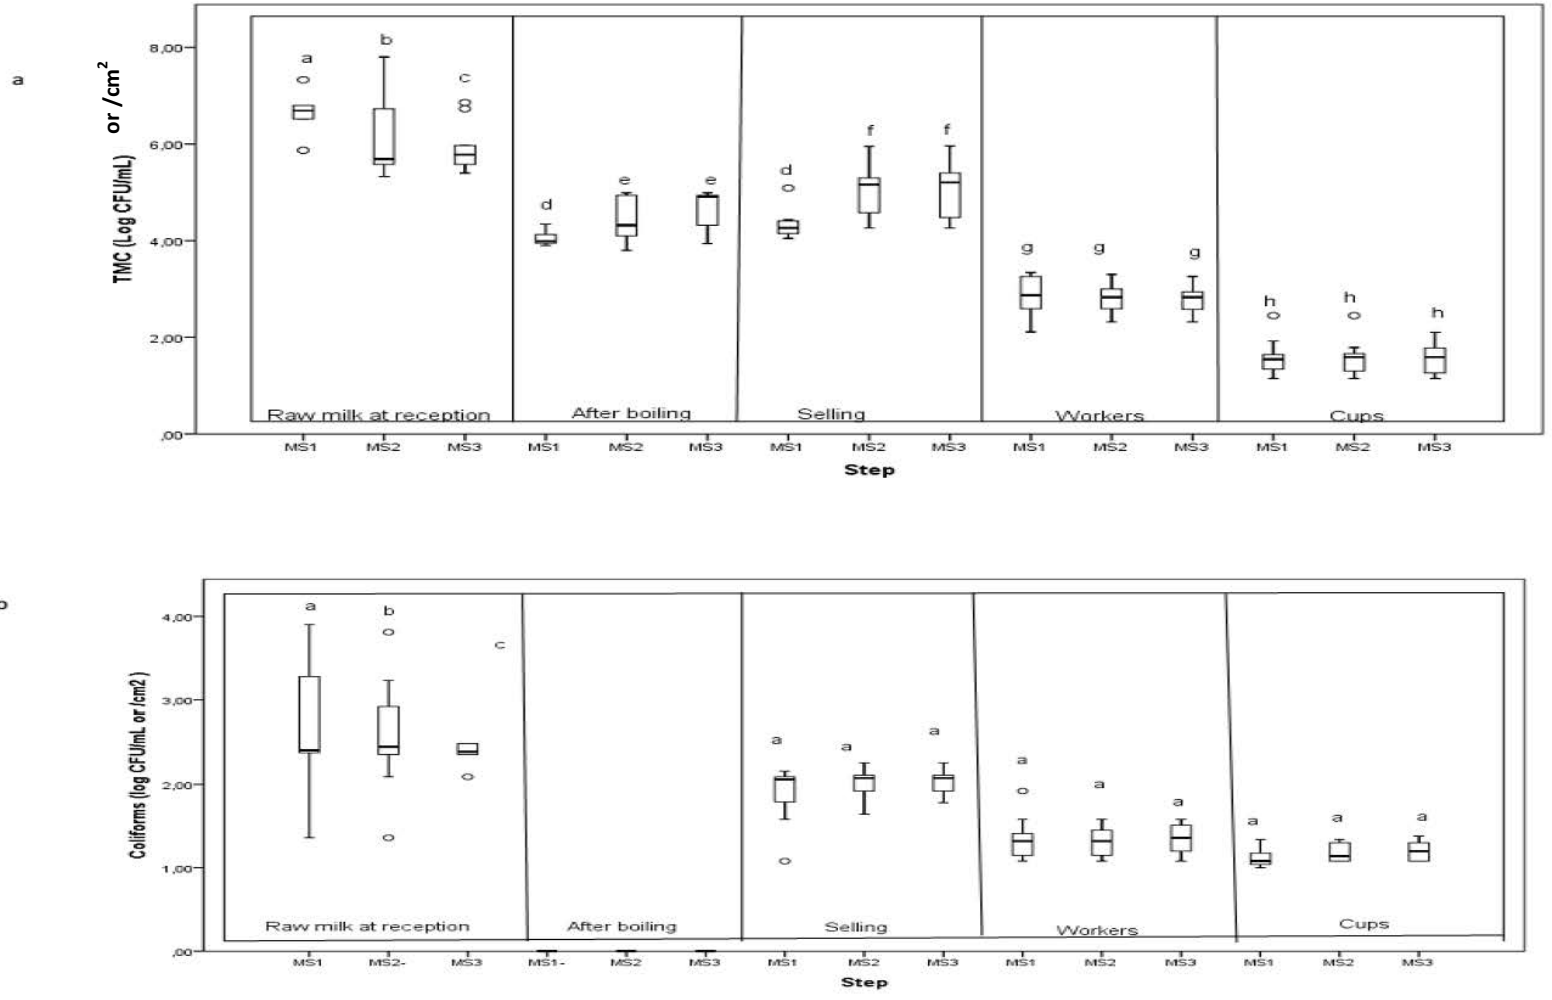 a
TMC (Log CFU/mL) or /cm²
8,00
6,00
4,00
2,00
,00
a b c
d e e
d f f
g g g
h h h
Raw milk at reception After boiling Selling Workers Cups
MS1 MS2 MS3 MS1 MS2 MS3 MS1 MS2 MS3 MS1 MS2 MS3 MS1 MS2 MS3
Step
Coliforms (log CFU/mL or /cm2 )
4,00
3,00
2,00
1,00
,00
a b c
a a a
a a a
a a a
Raw milk at reception After boiling Selling Workers Cups
MS1 MS2- MS3 MS1- MS2 MS3 MS1 MS2 MS3 MS1 MS2 MS3 MS1 MS2 MS3
Step